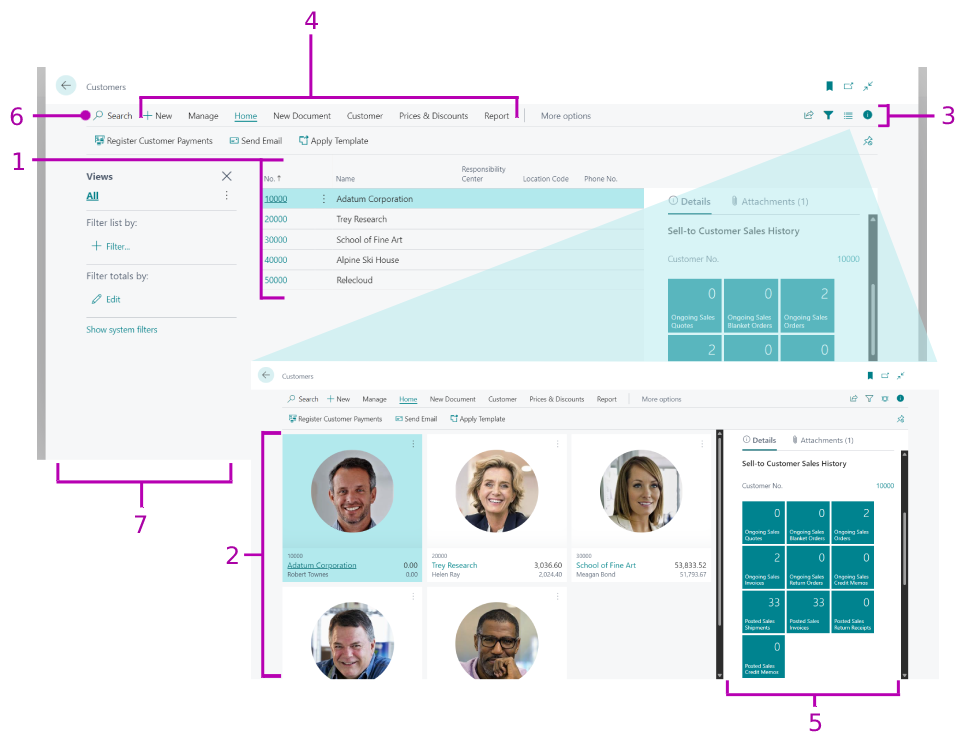 4
Customers
6
Search
New
Manage
Home
New Document
Customer
Prices & Discounts
Report
More options
3
Register Customer Payments
Send Email
Apply Template
1
Views
All
Filter list by:
Filter...
Filter totals by:
Edit
Show system filters
No. ↑
Name
Responsibility
Center
Location Code
Phone No.
10000
Adatum Corporation
20000
Trey Research
30000
School of Fine Art
40000
Alpine Ski House
50000
Relecloud
Details
Attachments (1)
Sell-to Customer Sales History
Customer No.
10000
0
Ongoing Sales
Quotes
0
Ongoing Sales
Blanket Orders
2
Ongoing Sales
Orders
2
0
0
7
Customers
Search
New
Manage
Home
New Document
Customer
Prices & Discounts
Report
More options
Register Customer Payments
Send Email
Apply Template
2
10000
Adatum Corporation 0.00
Robert Townes 0.00
20000
Trey Research 3,036.60
Helen Ray 2,024.40
10000
School of Fine Art 53,833.52
Meagan Bond 51,793.67
Details
Attachments (1)
Sell-to Customer Sales History
Customer No.
10000
0
Ongoing Sales
Quotes
0
Ongoing Sales
Blanket Orders
2
Ongoing Sales
Orders
2
Ongoing Sales
Invoices
0
Ongoing Sales
Return Orders
0
Ongoing Sales
Credit Memos
33
Posted Sales
Shipments
33
Posted Sales
Invoices
0
Posted Sales
Return Receipts
0
Posted Sales
Credit Memos
5